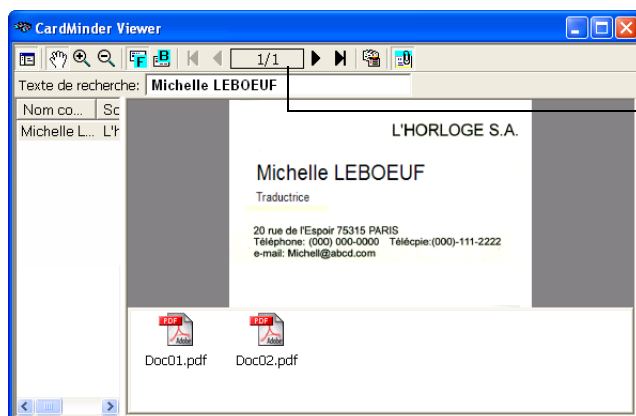 CardMinder Viewer
1/1
Texte de recherche: Michelle LEBOEUF
Nom co... Sc
Michelle L... L'h
L'HORLOGE S.A.
Michelle LEBOEUF
Traductrice
20 rue de l'Espoir 75315 PARIS
Téléphone: (000) 000-0000 Télécpie:(000)-111-2222
e-mail: Michell@abcd.com
PDF PDF
Adobe Adobe
Doc01.pdf Doc02.pdf